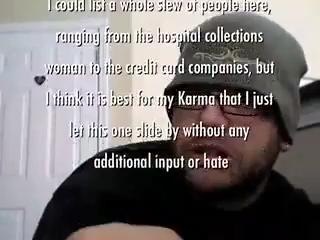 I could list a whole slew of people here,
ranging from the hospital collections
woman to the credit card companies, but
I think it is best for my Karma that I just
let this one slide by without any
additional input or hate